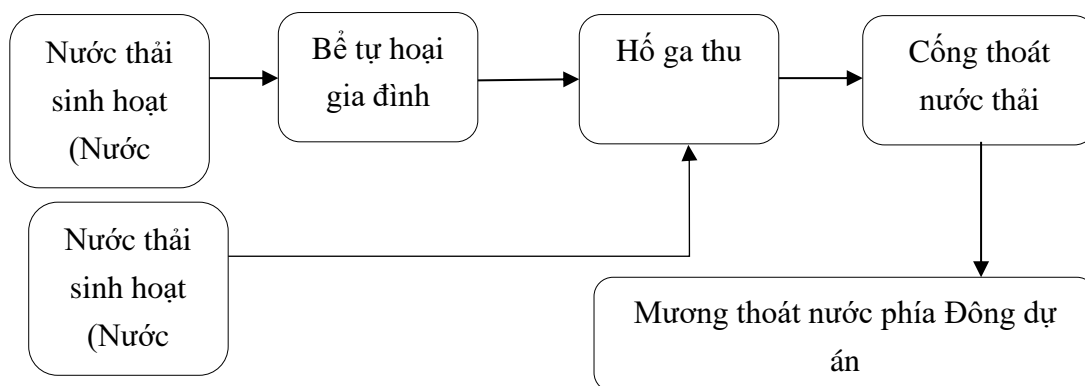 Nước thải
sinh hoạt
(Nước
Bể tự hoại
gia đình
Hố ga thu
Cống thoát
nước thải
Nước thải
sinh hoạt
(Nước
Mương thoát nước phía Đông dự
án